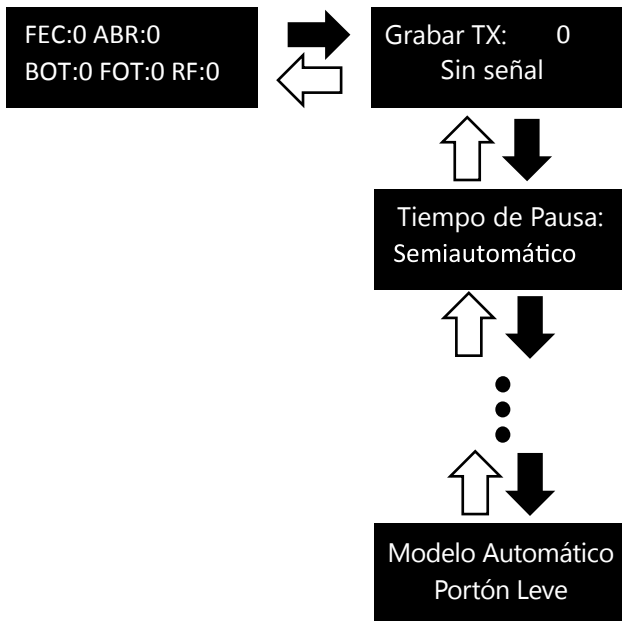 FEC:0 ABR:0
BOT:0 FOT:0 RF:0
Grabar TX: 0
Sin señal
Tiempo de Pausa:
Semiautomático
Modelo Automático
Portón Leve